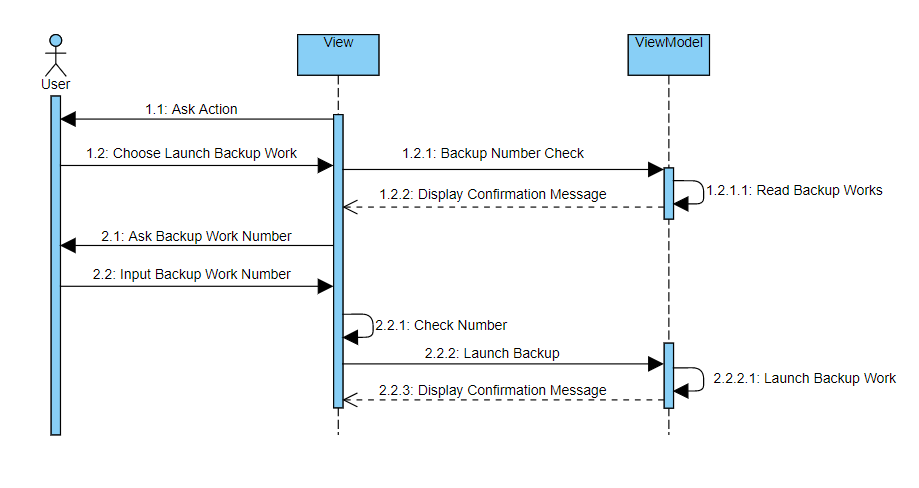 View
ViewModel
User
1.1: Ask Action
1.2: Choose Launch Backup Work
1.2.1: Backup Number Check
1.2.1.1: Read Backup Works
1.2.2: Display Confirmation Message
2.1: Ask Backup Work Number
2.2: Input Backup Work Number
2.2.1: Check Number
2.2.2: Launch Backup
2.2.2.1: Launch Backup Work
2.2.3: Display Confirmation Message